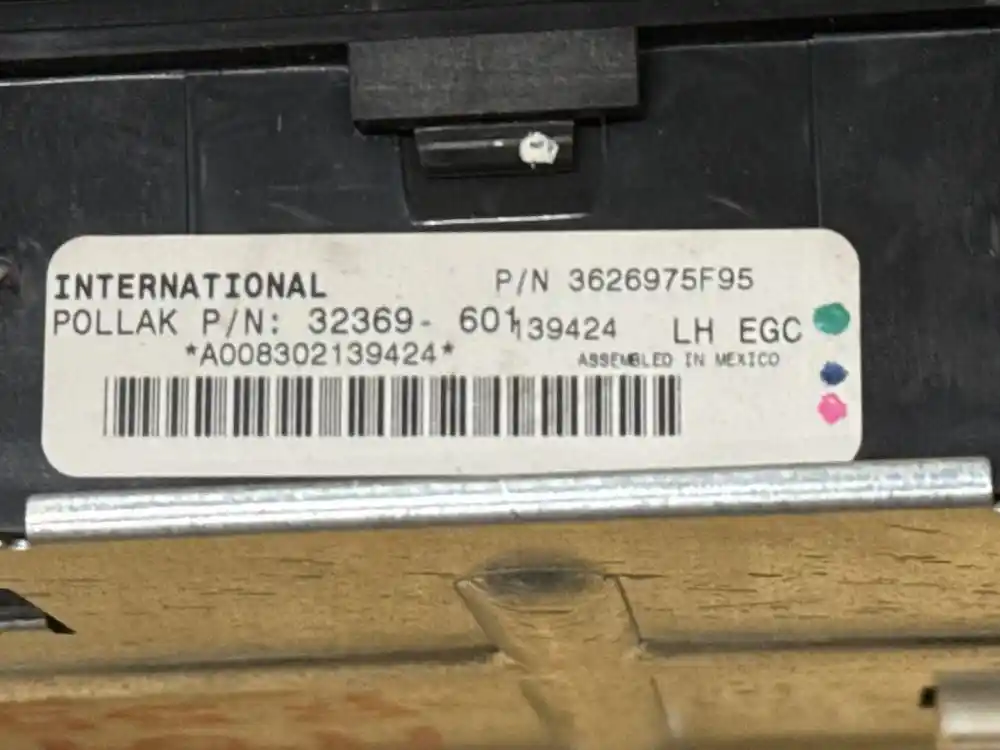 INTERNATIONAL P/N 3626975F95
POLLAK P/N: 32369- 601 139424 LH EGC
*A008302139424* ASSEMBLED IN MEXICO